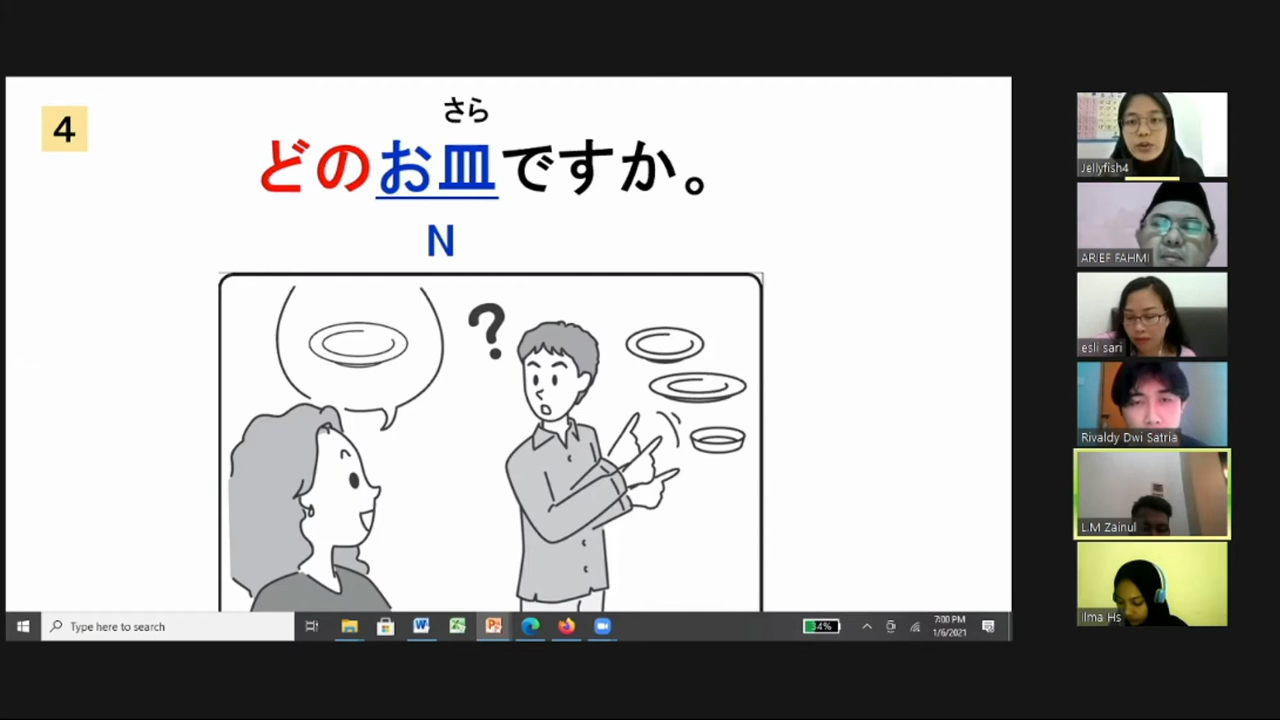 4
さら
どのお皿ですか。
N
?
Type here to search
34%
7:00 PM
1/6/2021
Jellyfish4
ARIEF FAHMI
esli sari
Rivaldy Dwi Satria
L.M Zainul
Ilma Hs